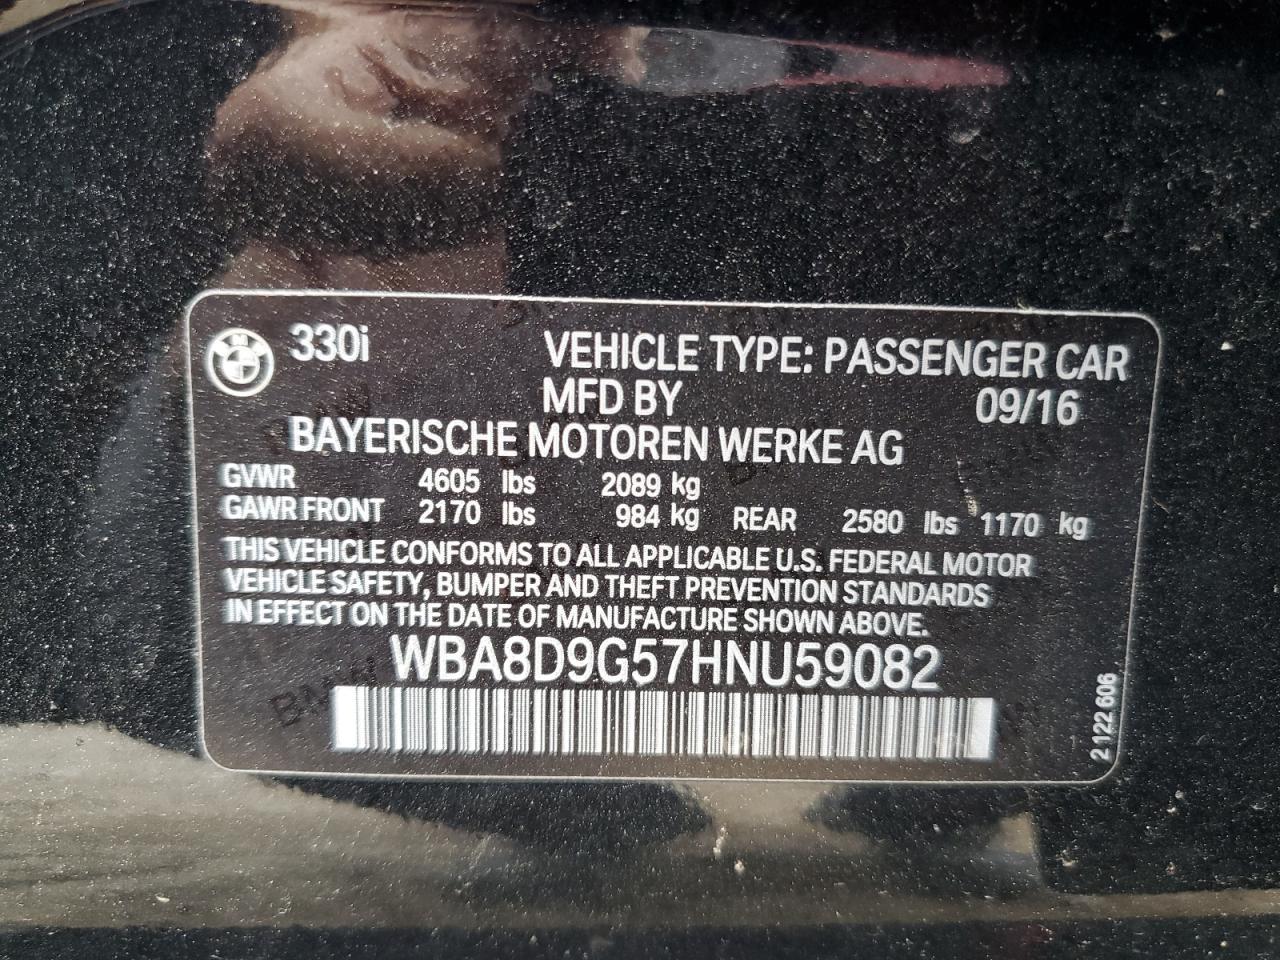 330i VEHICLE TYPE: PASSENGER CAR
MFD BY 09/16
BAYERISCHE MOTOREN WERKE AG
GVWR 4605 lbs 2089 kg
GAWR FRONT 2170 lbs 984 kg REAR 2580 lbs 1170 kg
THIS VEHICLE CONFORMS TO ALL APPLICABLE U.S. FEDERAL MOTOR
VEHICLE SAFETY, BUMPER AND THEFT PREVENTION STANDARDS
IN EFFECT ON THE DATE OF MANUFACTURE SHOWN ABOVE.
WBA8D9G57HNU59082
2 122 606